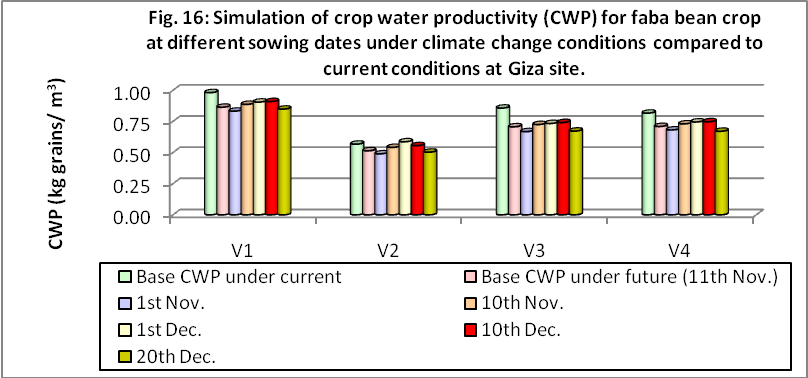 Fig. 16: Simulation of crop water productivity (CWP) for faba bean crop
at different sowing dates under climate change conditions compared to
current conditions at Giza site.
CWP (kg grains/ m³)
1.00
0.75
0.50
0.25
0.00
V1 V2 V3 V4
Base CWP under current
Base CWP under future (11th Nov.)
1st Nov.
10th Nov.
1st Dec.
10th Dec.
20th Dec.